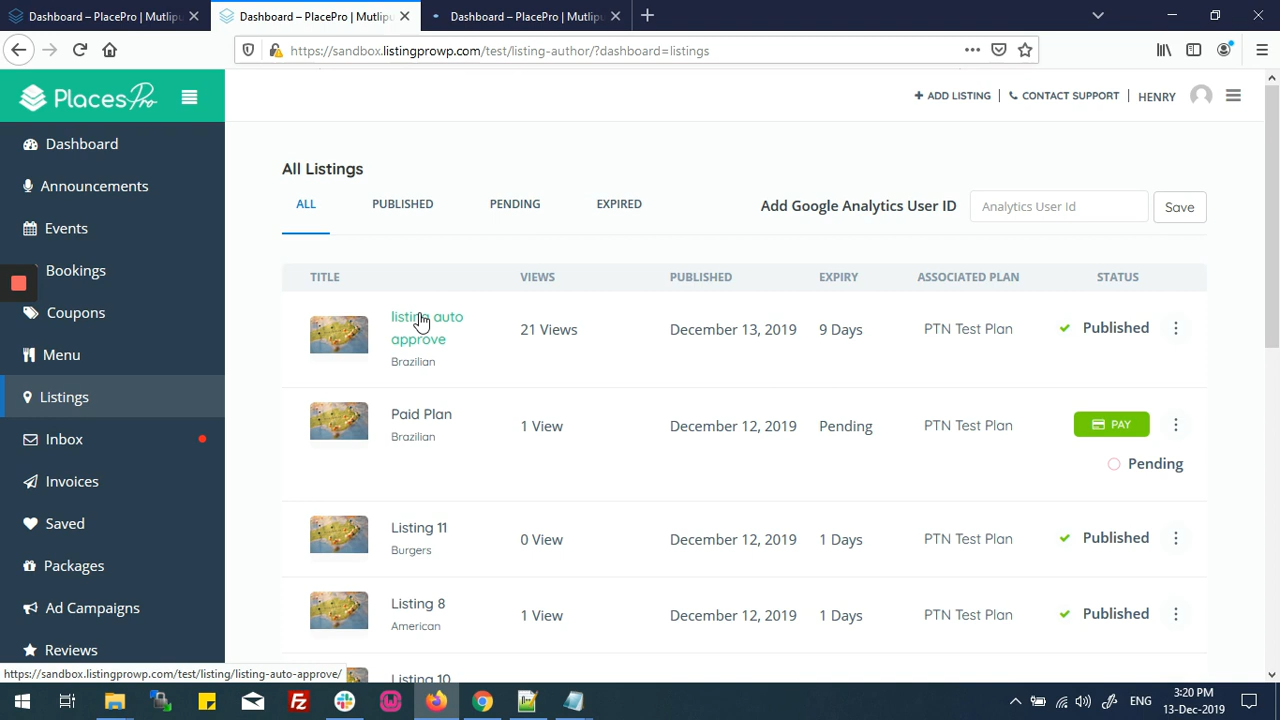 Dashboard – PlacePro | Mutlipu
Dashboard – PlacePro | Mutlipu
Dashboard – PlacePro | Mutlipu
https://sandbox.listingprowp.com/test/listing-author/?dashboard=listings
PlacesPro
ADD LISTING
CONTACT SUPPORT
HENRY
Dashboard
Announcements
Events
Bookings
Coupons
Menu
Listings
Inbox
Invoices
Saved
Packages
Ad Campaigns
Reviews
All Listings
ALL PUBLISHED PENDING EXPIRED
Add Google Analytics User ID
Analytics User Id
Save
TITLE VIEWS PUBLISHED EXPIRY ASSOCIATED PLAN STATUS
listing auto
approve
Brazilian
21 Views December 13, 2019 9 Days PTN Test Plan Published
Paid Plan
Brazilian
1 View December 12, 2019 Pending PTN Test Plan PAY
Pending
Listing 11
Burgers
0 View December 12, 2019 1 Days PTN Test Plan Published
Listing 8
American
1 View December 12, 2019 1 Days PTN Test Plan Published
Listing 10
https://sandbox.listingprowp.com/test/listing/listing-auto-approve/
ENG
3:20 PM
13-Dec-2019